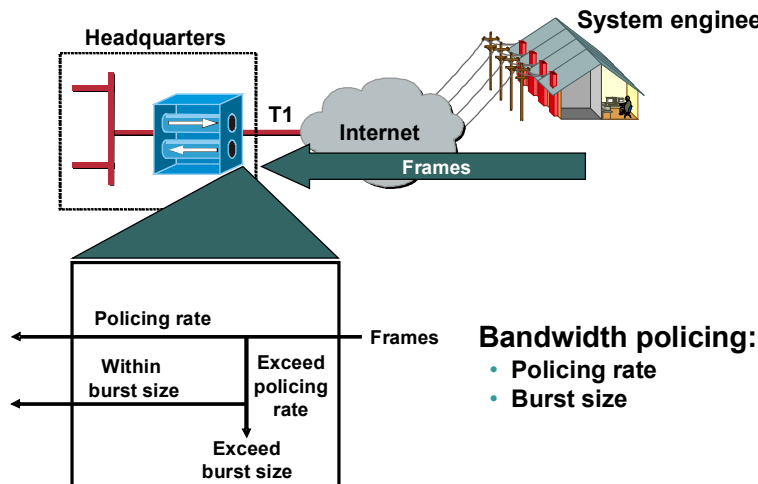 System enginee
Headquarters
T1
Internet
Frames
Policing rate
Frames
Within
burst size
Exceed
policing
rate
Exceed
burst size
Bandwidth policing:
• Policing rate
• Burst size